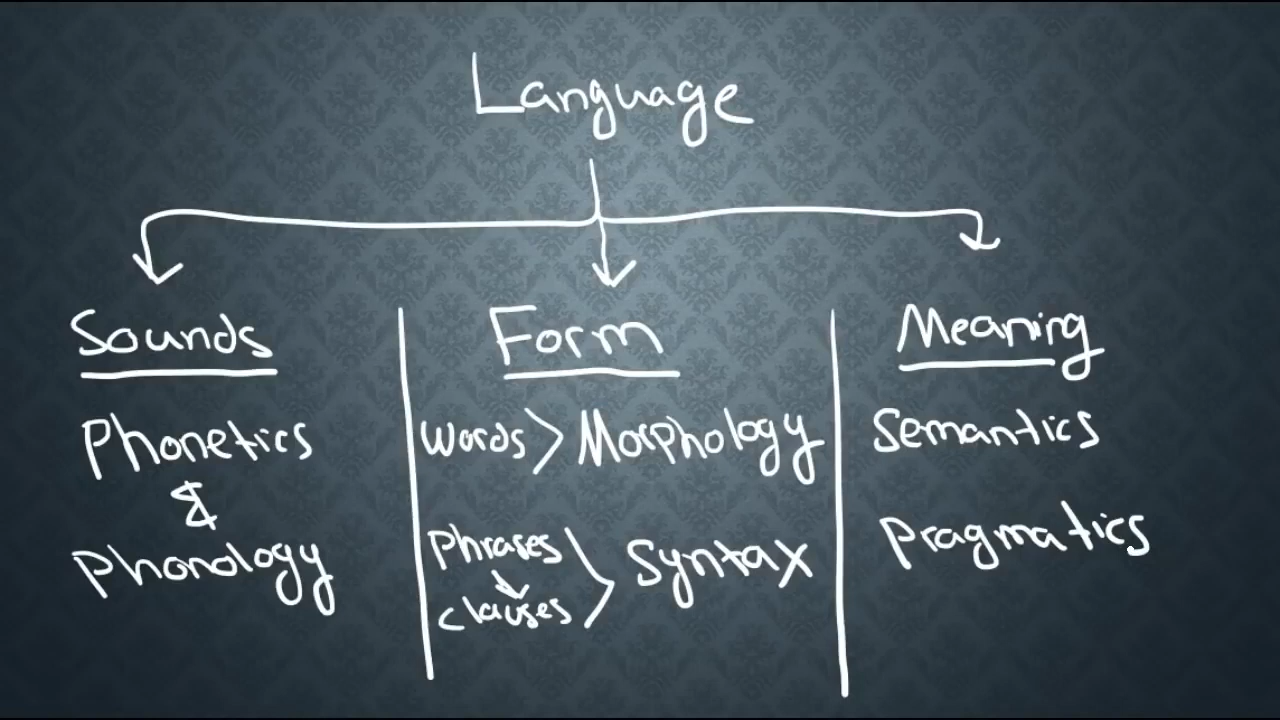 Language
Sounds
Phonetics
&
Phonology
Form
Words > Morphology
Phrases
clauses > Syntax
Meaning
Semantics
Pragmatics